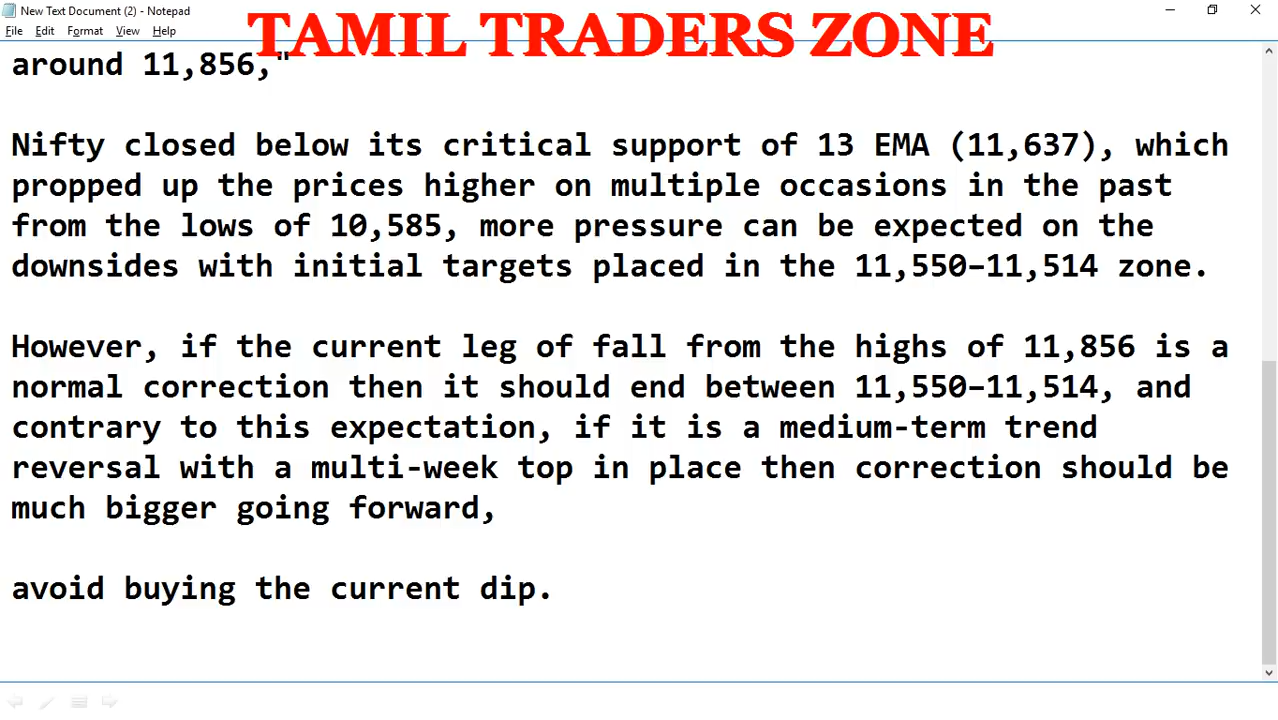 New Text Document (2) - Notepad
File Edit Format View Help
TAMIL TRADERS ZONE
around 11,856,"
Nifty closed below its critical support of 13 EMA (11,637), which
propped up the prices higher on multiple occasions in the past
from the lows of 10,585, more pressure can be expected on the
downsides with initial targets placed in the 11,550–11,514 zone.
However, if the current leg of fall from the highs of 11,856 is a
normal correction then it should end between 11,550–11,514, and
contrary to this expectation, if it is a medium-term trend
reversal with a multi-week top in place then correction should be
much bigger going forward,
avoid buying the current dip.